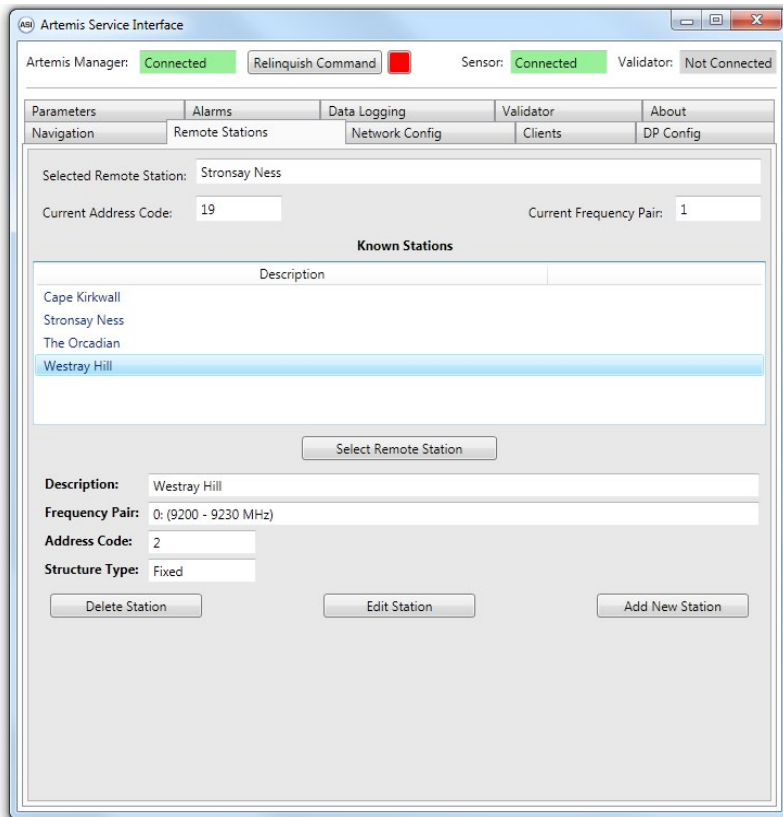 ASI Artemis Service Interface
Artemis Manager: Connected Relinquish Command Sensor: Connected Validator: Not Connected
Parameters Alarms Data Logging Validator About
Navigation Remote Stations Network Config Clients DP Config
Selected Remote Station: Stronsay Ness
Current Address Code: 19 Current Frequency Pair: 1
Known Stations
Description
Cape Kirkwall
Stronsay Ness
The Orcadian
Westray Hill
Select Remote Station
Description: Westray Hill
Frequency Pair: 0: (9200 - 9230 MHz)
Address Code: 2
Structure Type: Fixed
Delete Station Edit Station Add New Station